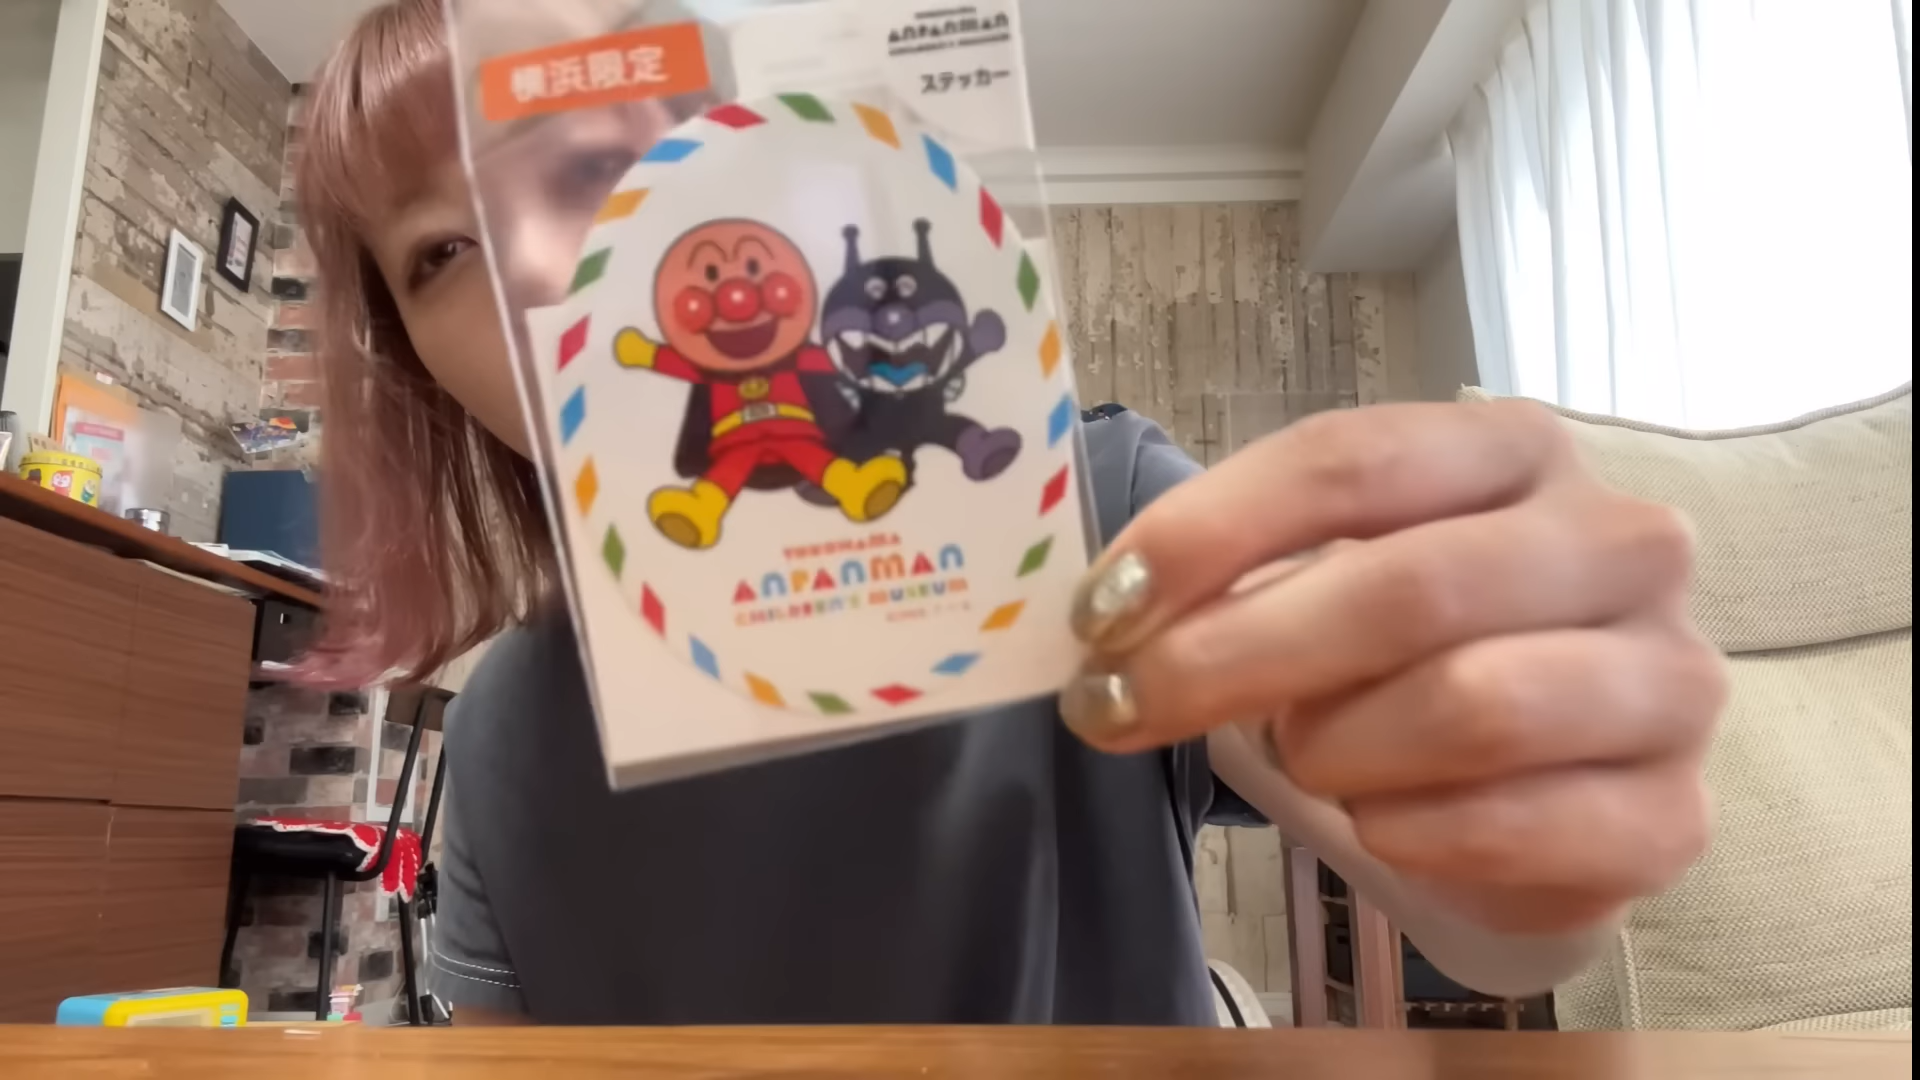 横浜限定
ANPANMAN
ステッカー
YOKOHAMA
ANPANMAN
CHILDREN'S MUSEUM